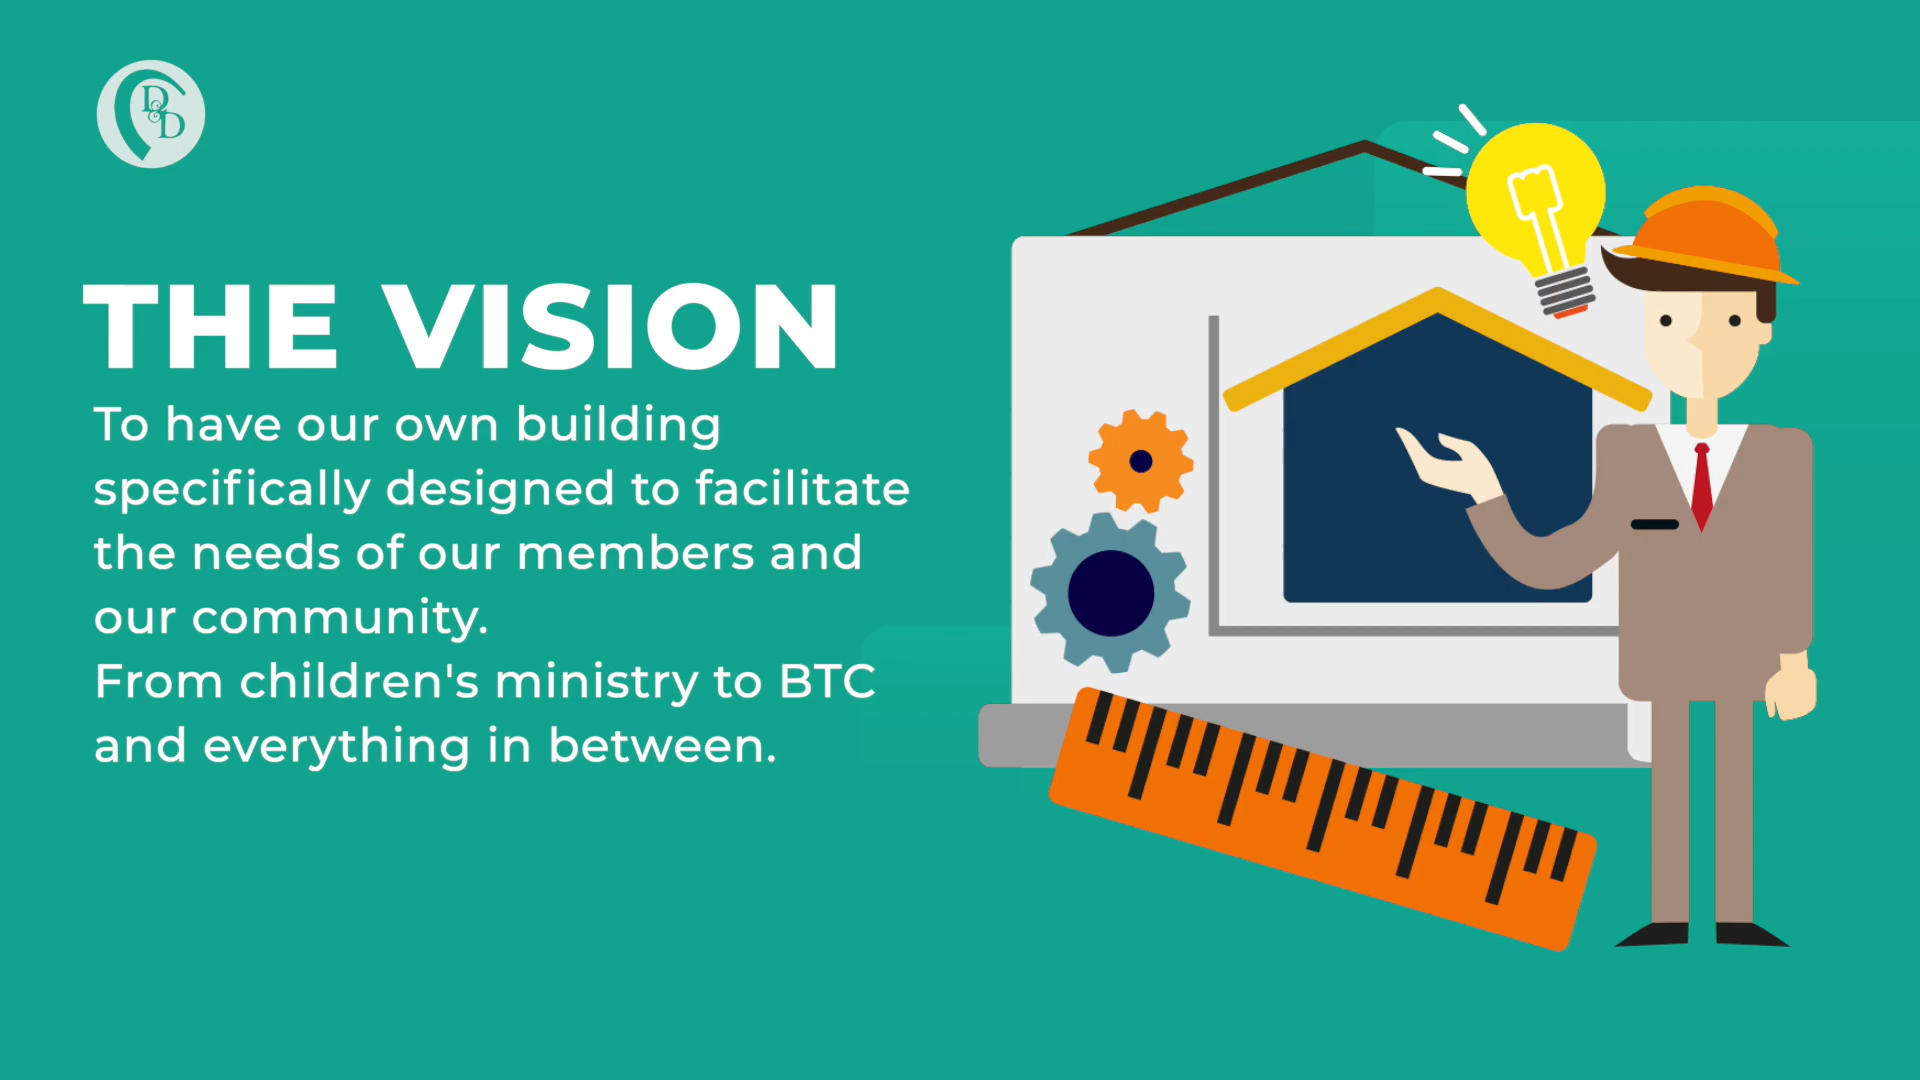 D&D
THE VISION
To have our own building
specifically designed to facilitate
the needs of our members and
our community.
From children's ministry to BTC
and everything in between.